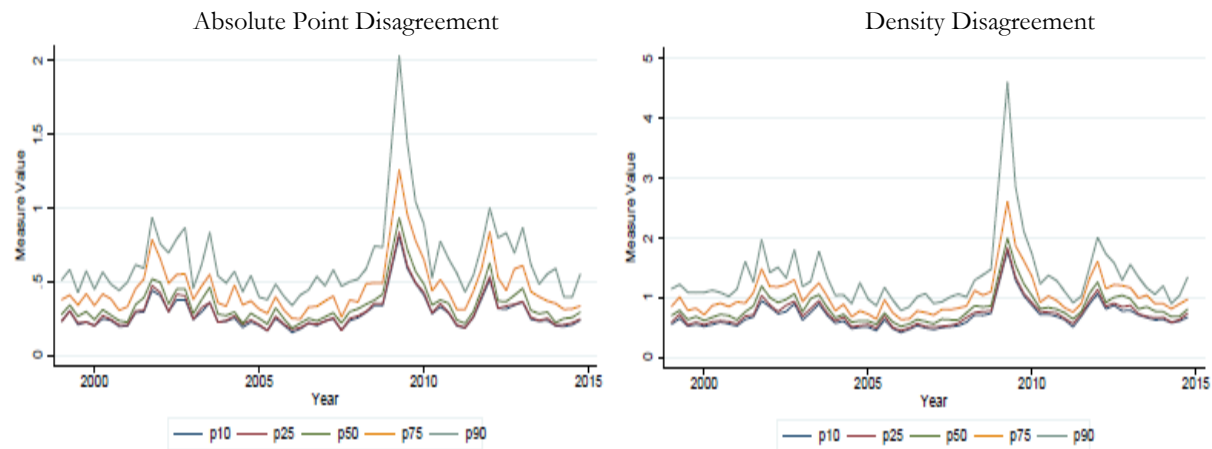 Absolute Point Disagreement
Measure Value
2
1.5
1
.5
0
2000 2005 2010 2015
Year
p10 p25 p50 p75 p90
Density Disagreement
Measure Value
5
4
3
2
1
0
2000 2005 2010 2015
Year
p10 p25 p50 p75 p90